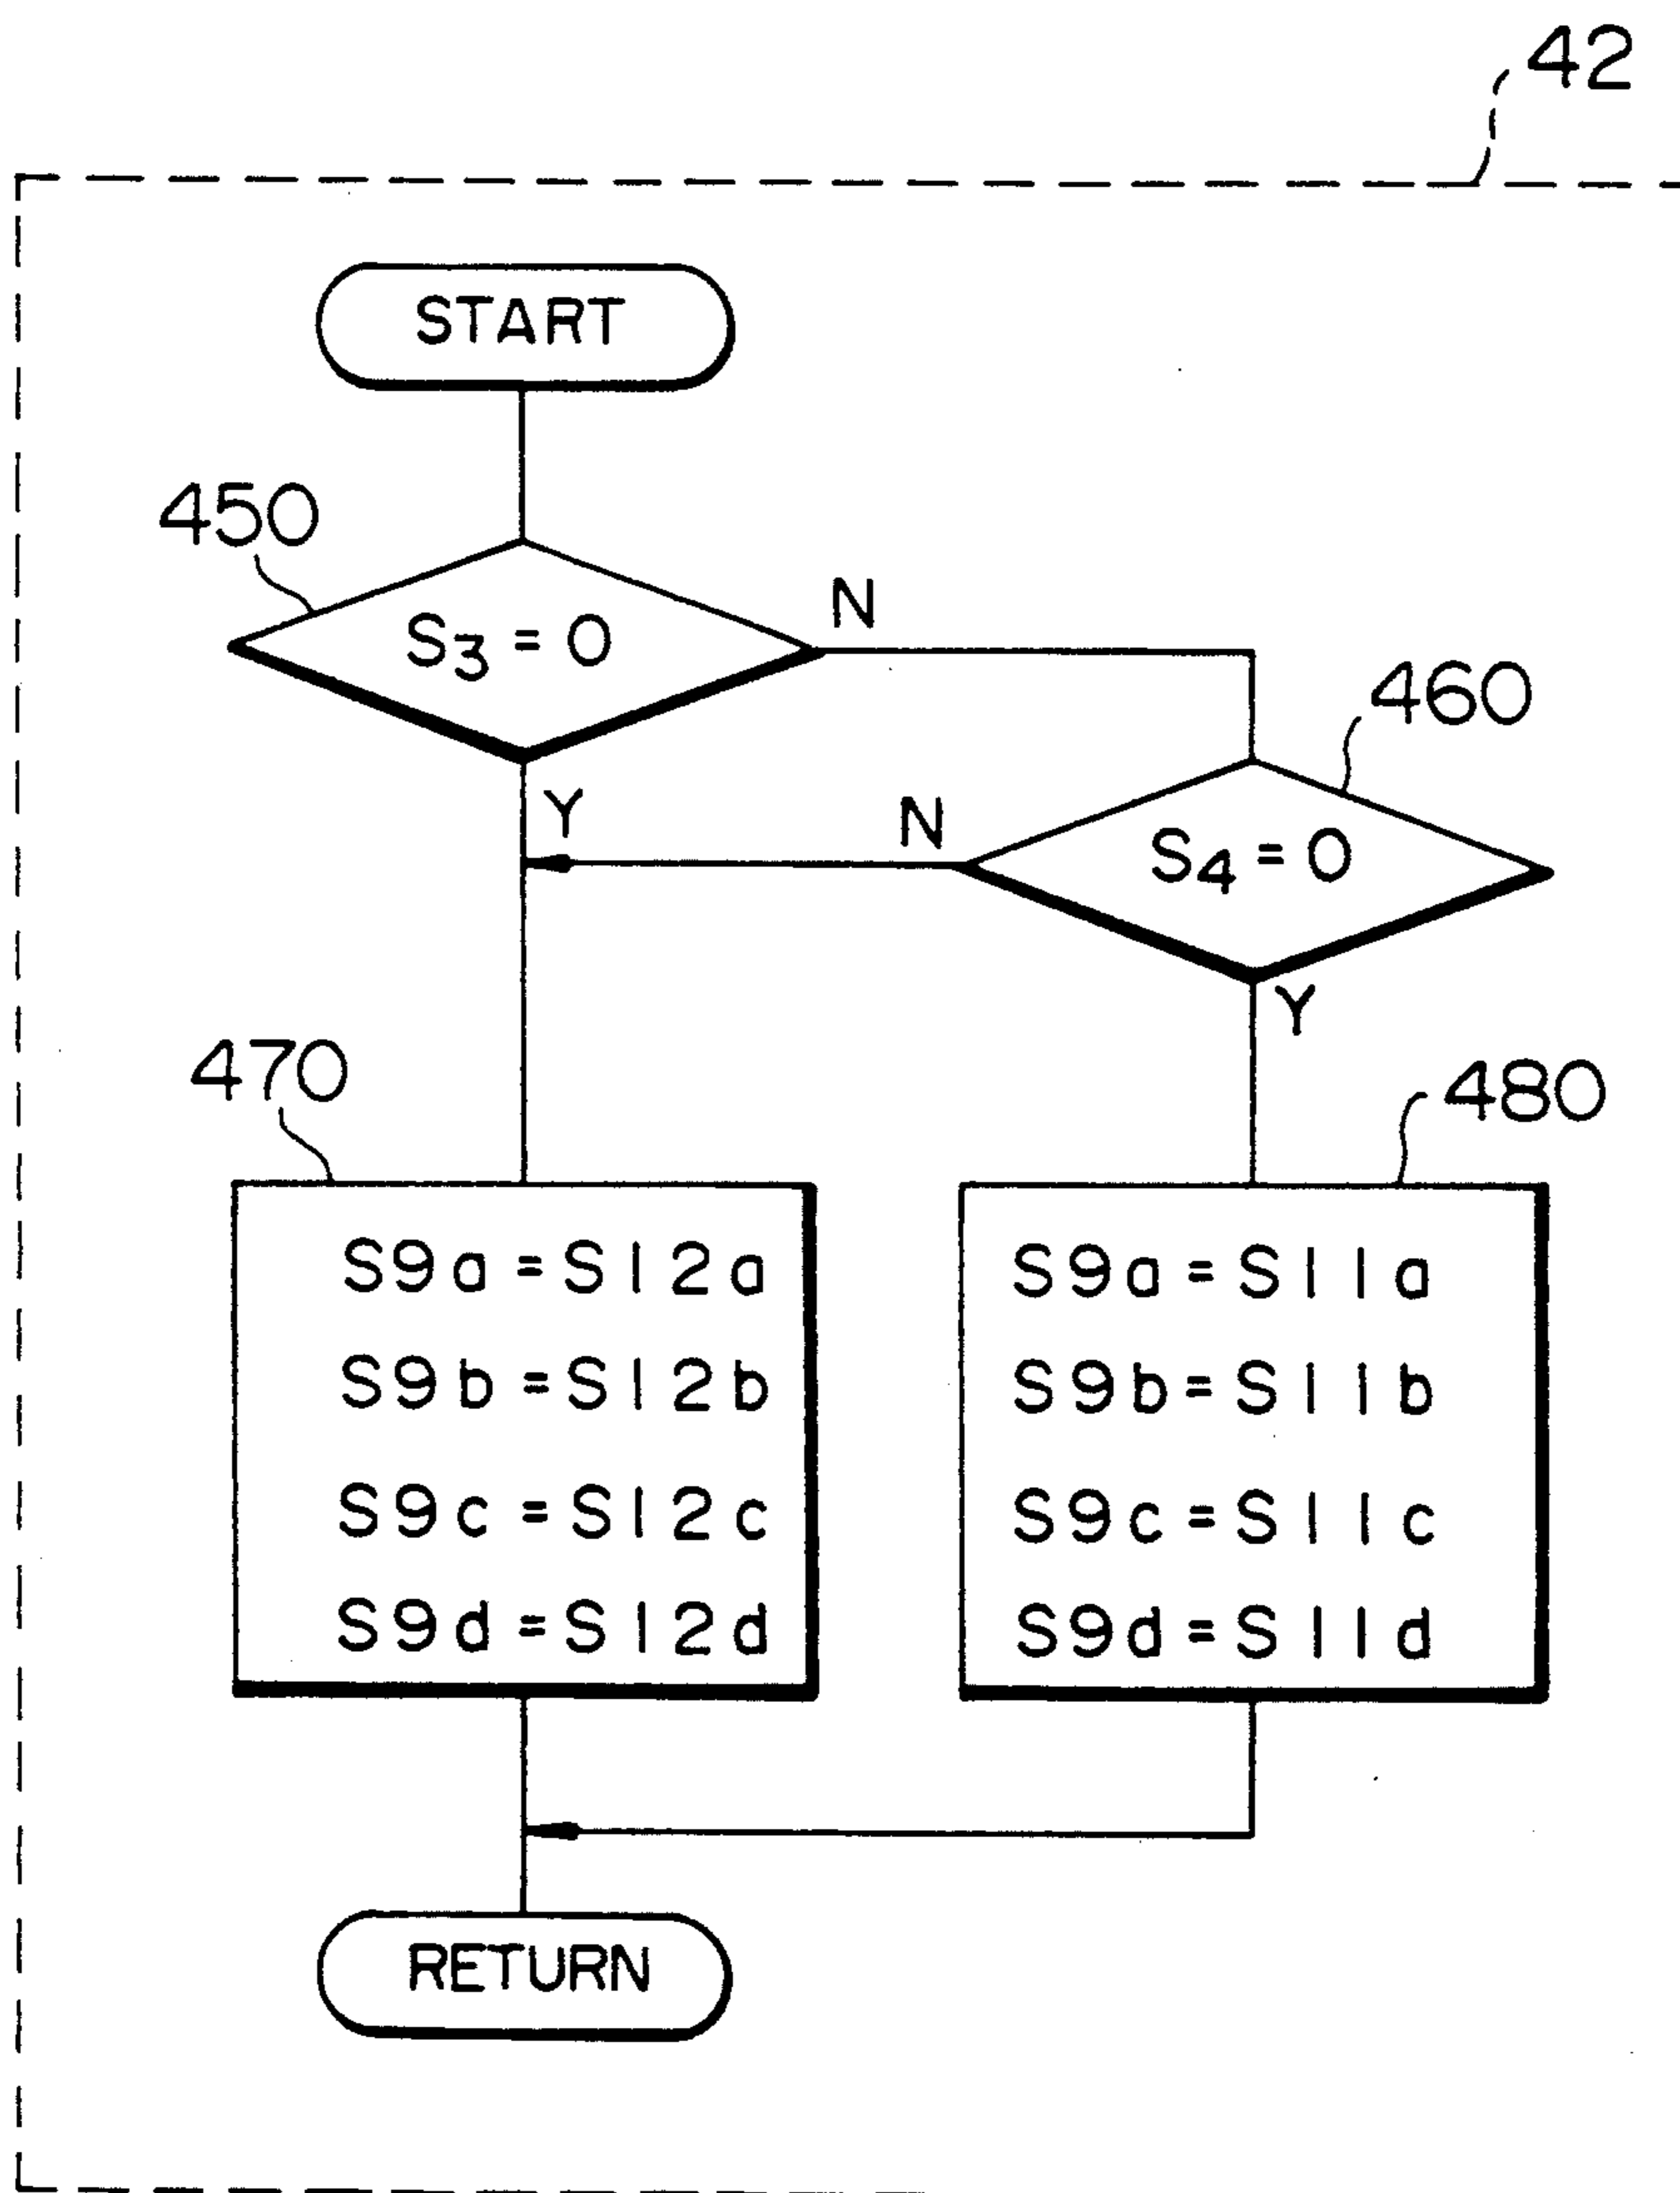 42
START
450
S3 = 0
N
460
Y
N
S4 = 0
Y
470
480
S9a = S12a
S9b = S12b
S9c = S12c
S9d = S12d
S9a = S11a
S9b = S11b
S9c = S11c
S9d = S11d
RETURN